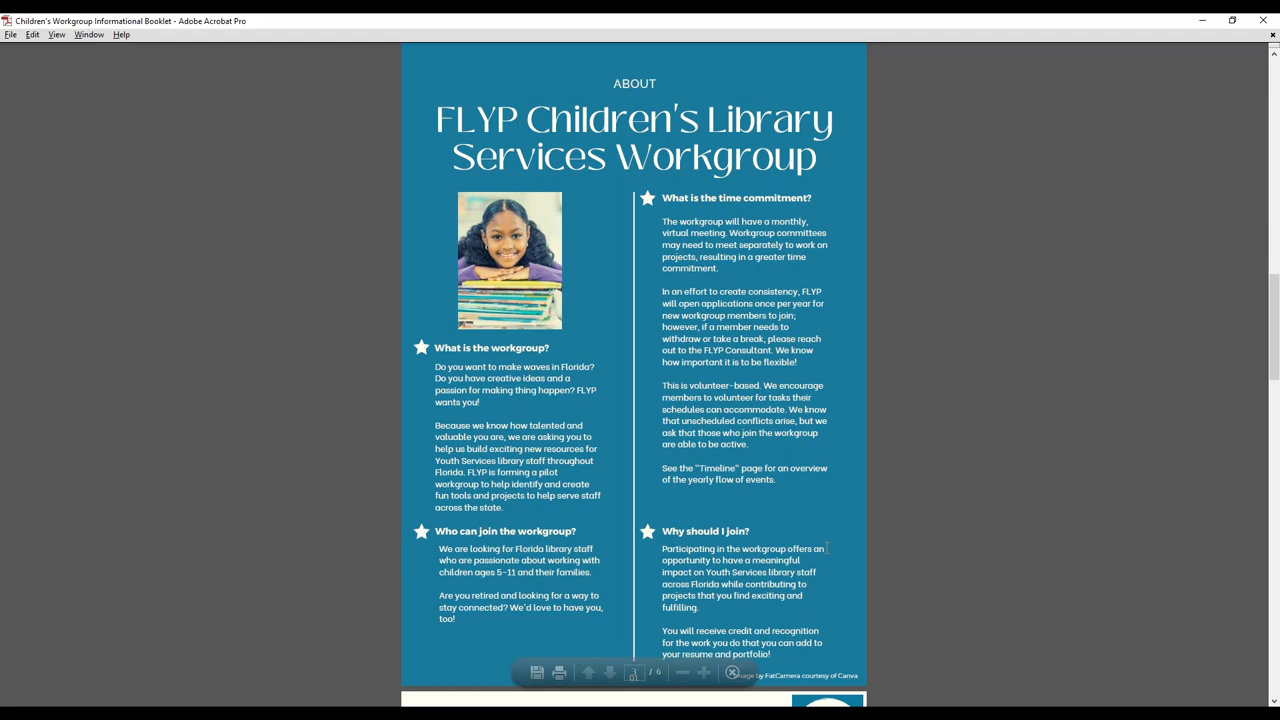 Children's Workgroup Informational Booklet - Adobe Acrobat Pro
File Edit View Window Help
ABOUT
FLYP Children's Library
Services Workgroup
What is the workgroup?
Do you want to make waves in Florida?
Do you have creative ideas and a
passion for making thing happen? FLYP
wants you!
Because we know how talented and
valuable you are, we are asking you to
help us build exciting new resources for
Youth Services library staff throughout
Florida. FLYP is forming a pilot
workgroup to help identify and create
fun tools and projects to help serve staff
across the state.
Who can join the workgroup?
We are looking for Florida library staff
who are passionate about working with
children ages 5-11 and their families.
Are you retired and looking for a way to
stay connected? We'd love to have you,
too!
What is the time commitment?
The workgroup will have a monthly,
virtual meeting. Workgroup committees
may need to meet separately to work on
projects, resulting in a greater time
commitment.
In an effort to create consistency, FLYP
will open applications once per year for
new workgroup members to join;
however, if a member needs to
withdraw or take a break, please reach
out to the FLYP Consultant. We know
how important it is to be flexible!
This is volunteer-based. We encourage
members to volunteer for tasks their
schedules can accommodate. We know
that unscheduled conflicts arise, but we
ask that those who join the workgroup
are able to be active.
See the "Timeline" page for an overview
of the yearly flow of events.
Why should I join?
Participating in the workgroup offers an
opportunity to have a meaningful
impact on Youth Services library staff
across Florida while contributing to
projects that you find exciting and
fulfilling.
You will receive credit and recognition
for the work you do that you can add to
your resume and portfolio!
3 / 6
by FatCamera courtesy of Canva